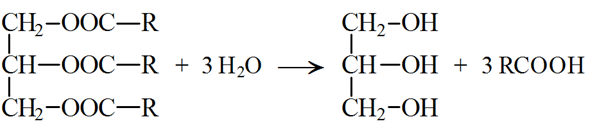 CH₂–OOC–R CH₂–OH
CH–OOC–R + 3 H₂O ⟶ CH–OH + 3 RCOOH
CH₂–OOC–R CH₂–OH